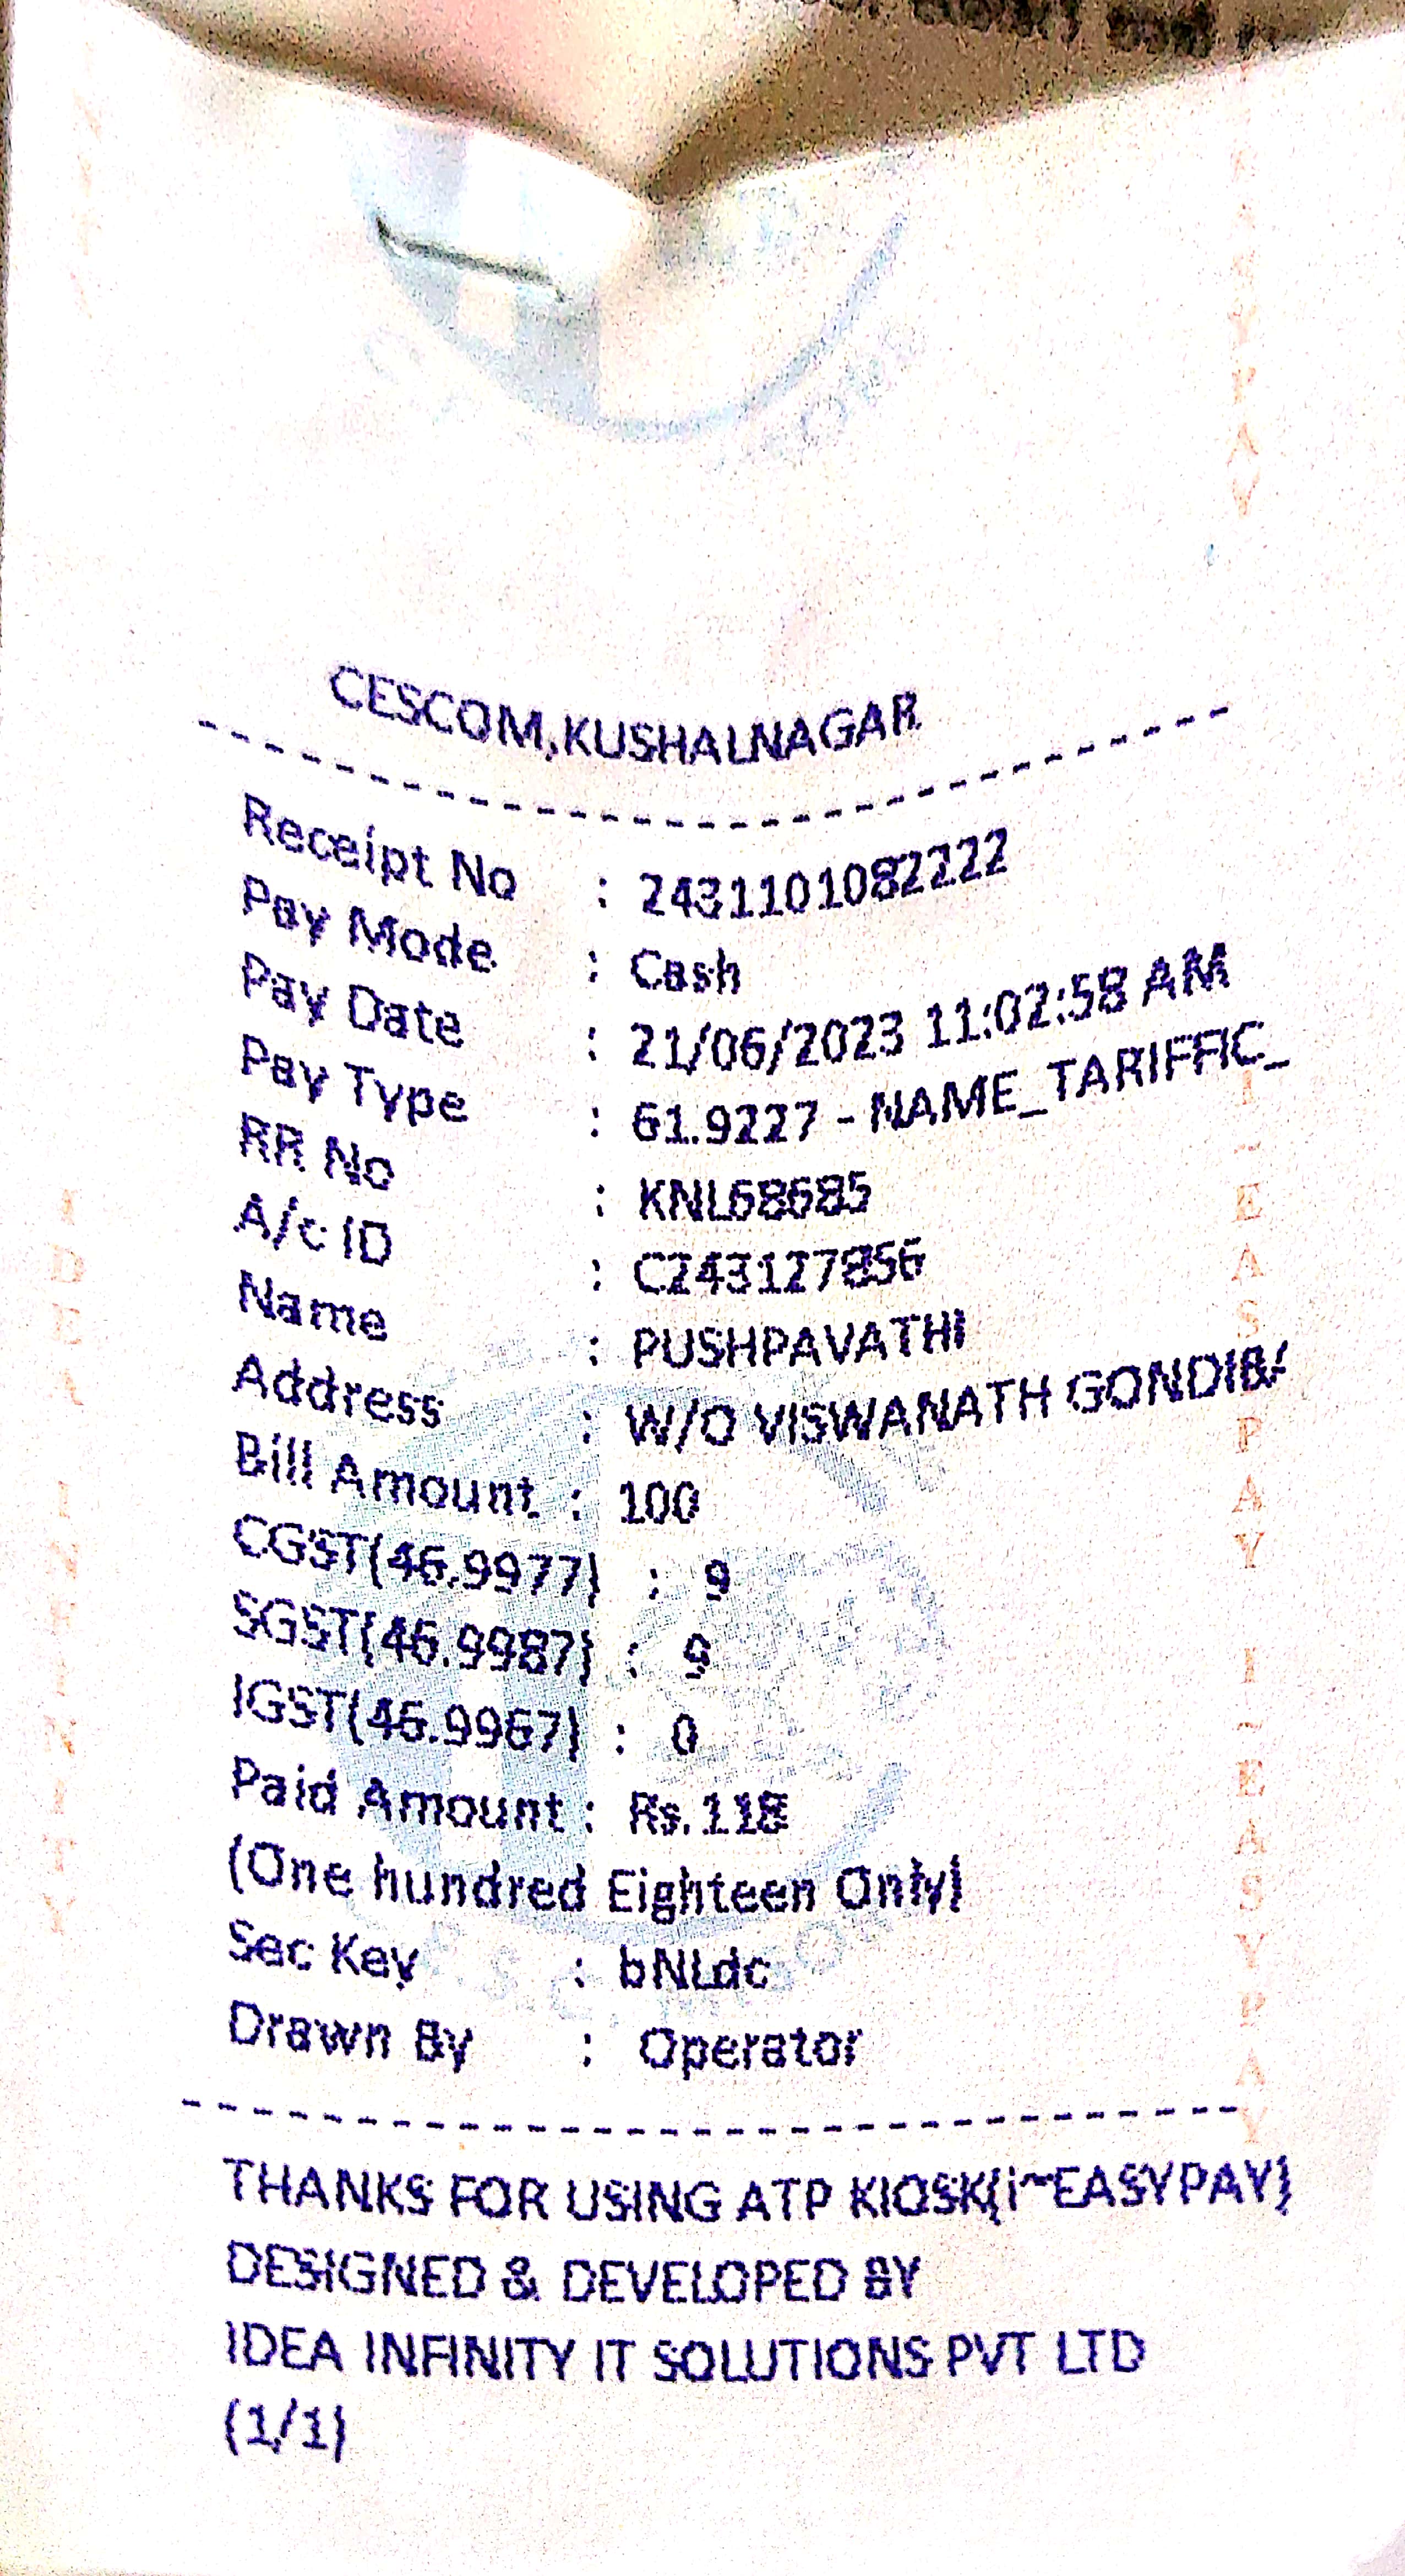 CESCOM,KUSHALNAGAR
Receipt No : 2431101082222
Pay Mode : Cash
Pay Date : 21/06/2023 11:02:58 AM
Pay Type : 61.9227 - NAME_TARIFFIC_
RR No : KNL68685
A/c ID : C243127856
Name : PUSHPAVATHI
Address : W/O VISWANATH
Bill Amount : 100
CGST(46.9977) : 9
SGST(46.9987) : 9
IGST(46.9967) : 0
Paid Amount : Rs.118
(One hundred Eighteen Only)
Sec Key : bNLdc
Drawn By : Operator
THANKS FOR USING ATP KIOSK(i~EASYPAY)
DESIGNED & DEVELOPED BY
IDEA INFINITY IT SOLUTIONS PVT LTD
(1/1)
IDEA INFINITY
I~EASYPAY I~EASYPAY